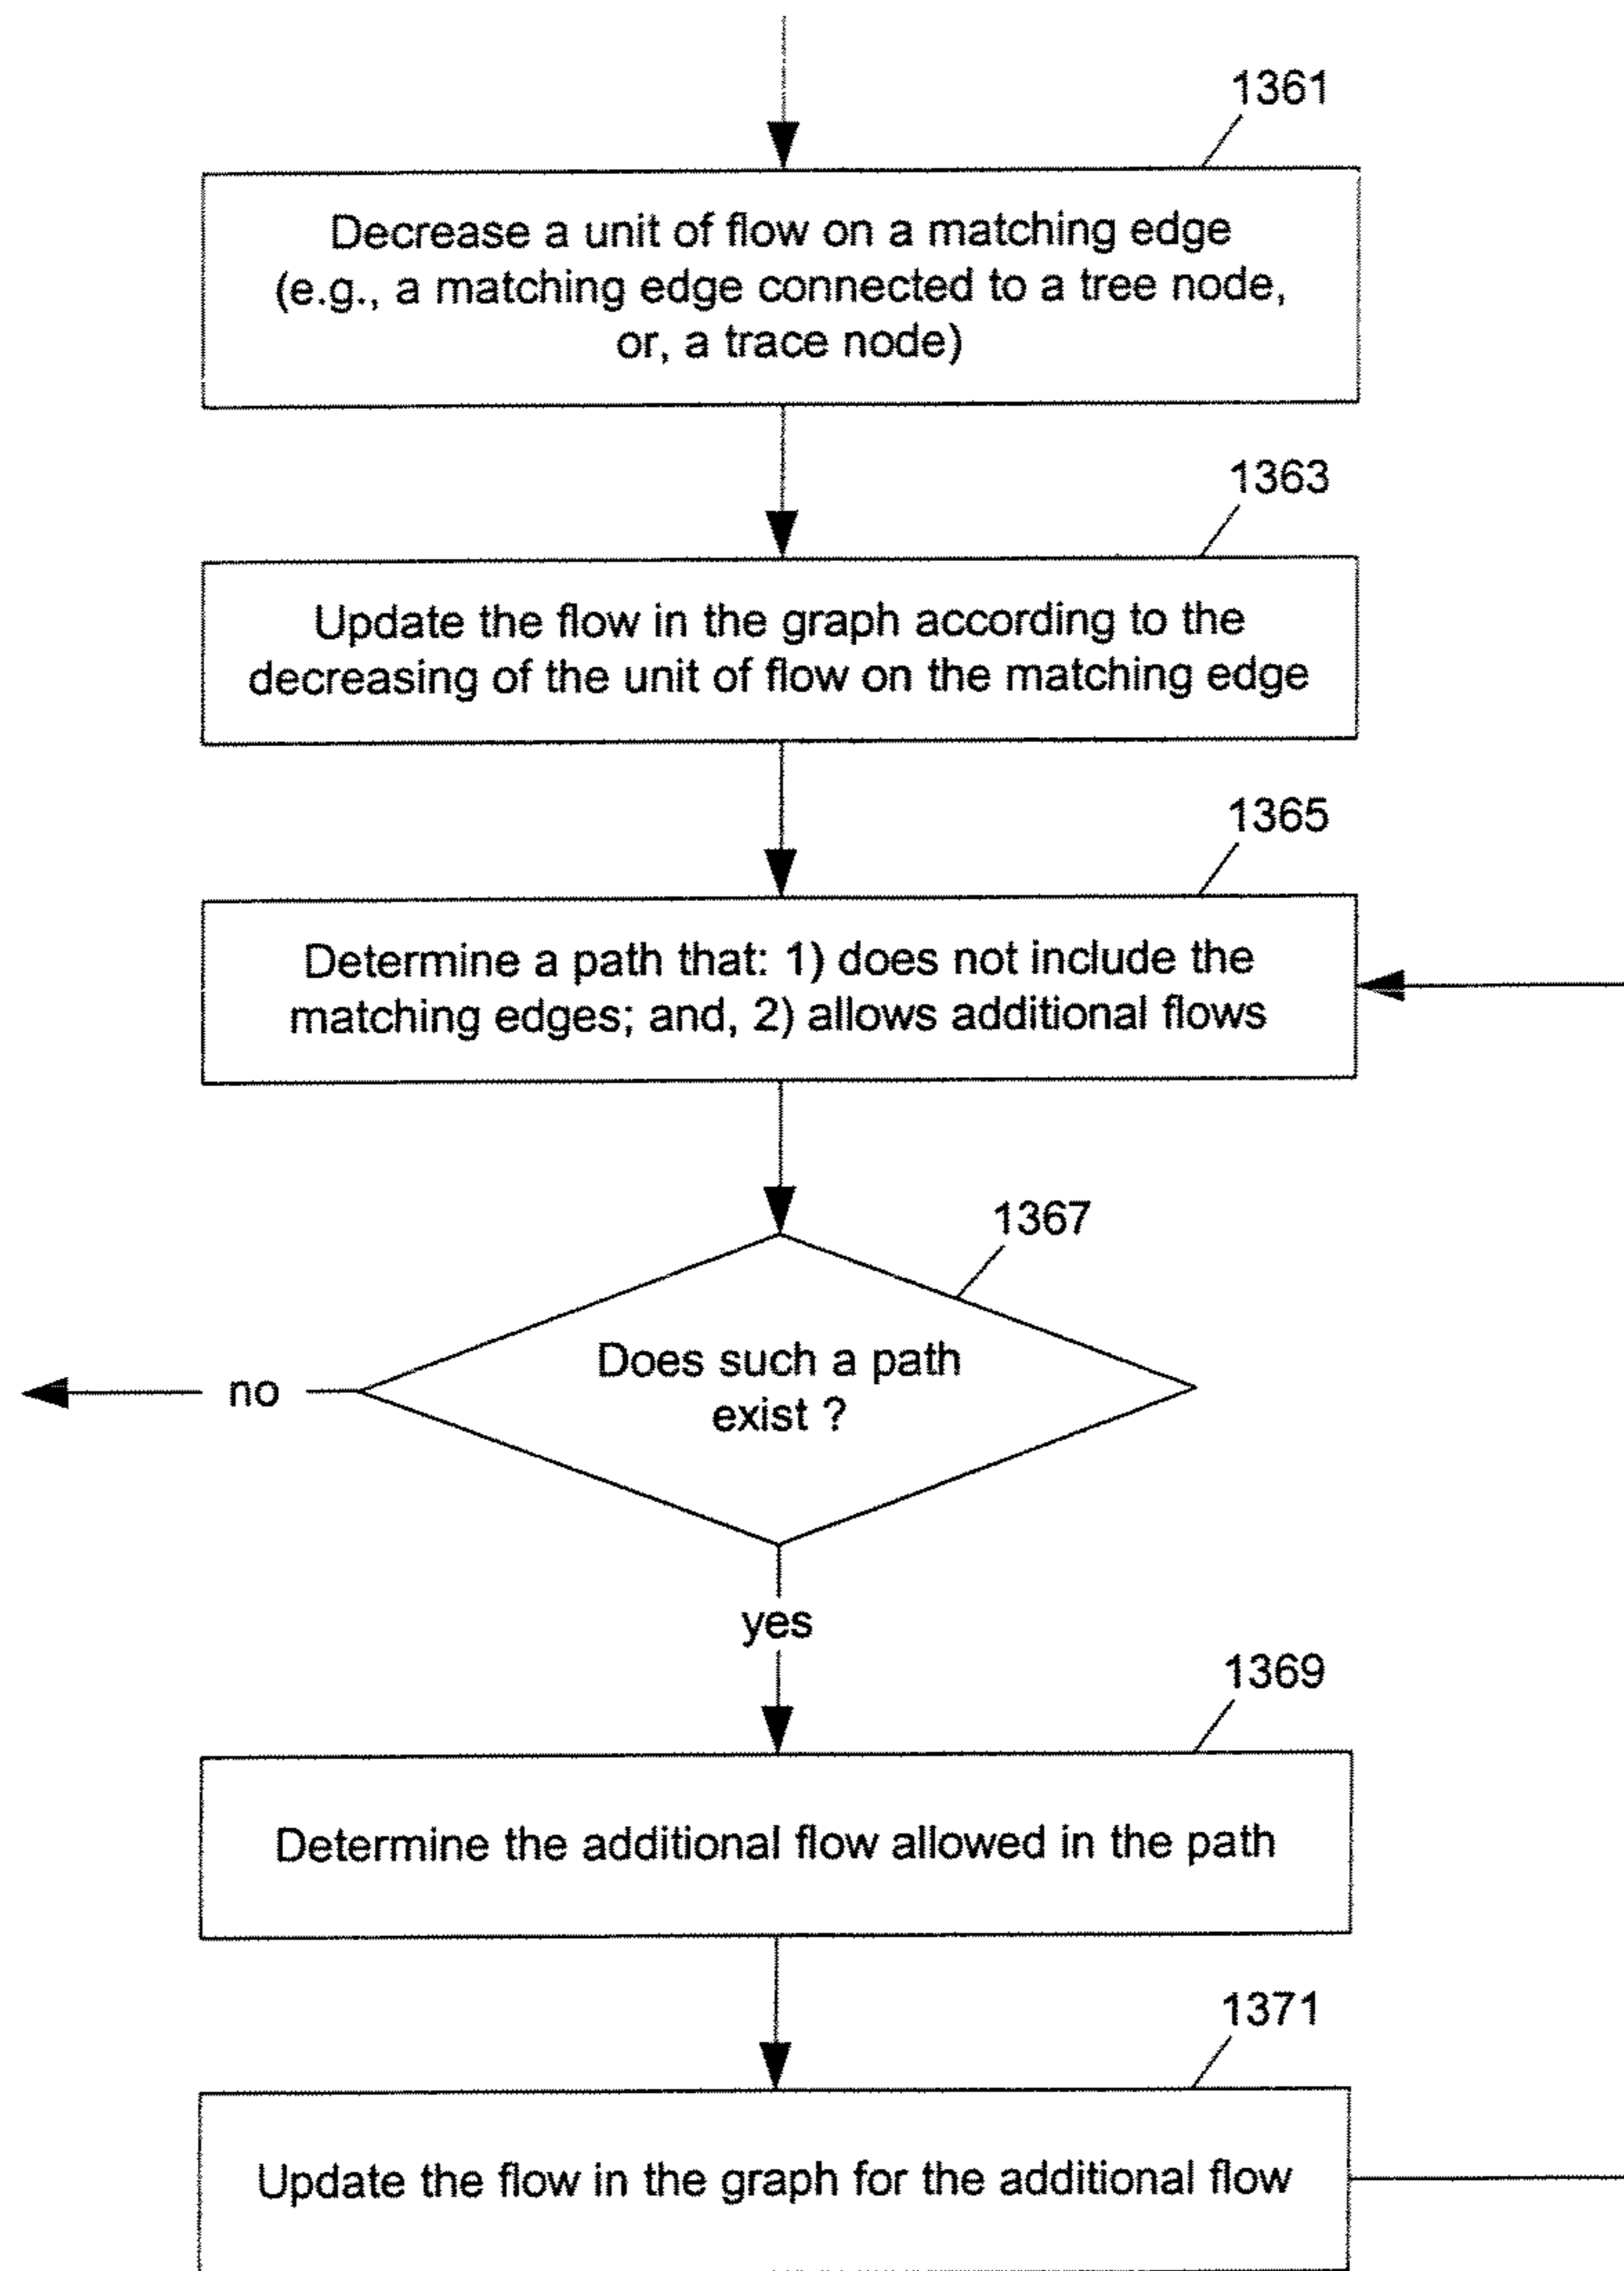 1361
Decrease a unit of flow on a matching edge
(e.g., a matching edge connected to a tree node,
or, a trace node)
1363
Update the flow in the graph according to the
decreasing of the unit of flow on the matching edge
1365
Determine a path that: 1) does not include the
matching edges; and, 2) allows additional flows
1367
Does such a path
exist ?
no
yes
1369
Determine the additional flow allowed in the path
1371
Update the flow in the graph for the additional flow